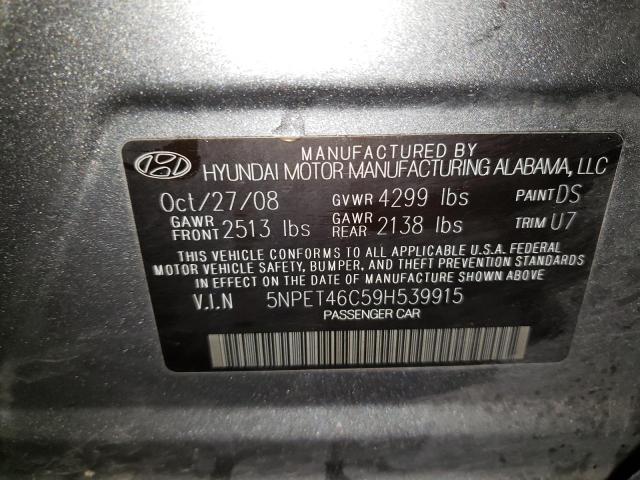 MANUFACTURED BY
HYUNDAI MOTOR MANUFACTURING ALABAMA, LLC
Oct/27/08 GVWR 4299 lbs PAINT DS
GAWR FRONT 2513 lbs GAWR REAR 2138 lbs TRIM U7
THIS VEHICLE CONFORMS TO ALL APPLICABLE U.S.A. FEDERAL
MOTOR VEHICLE SAFETY, BUMPER, AND THEFT PREVENTION STANDARDS
IN EFFECT ON THE DATE OF MANUFACTURE SHOWN ABOVE
V.I.N 5NPET46C59H539915
PASSENGER CAR